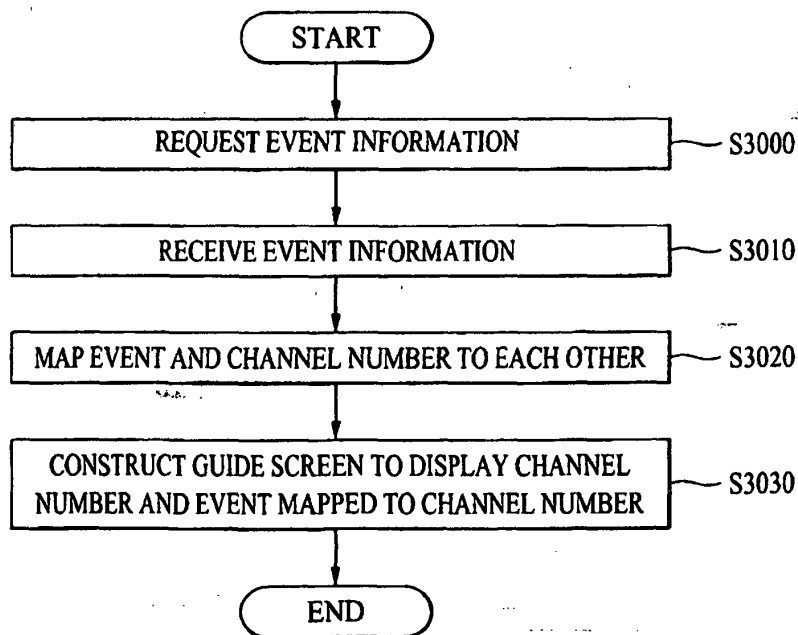 START
REQUEST EVENT INFORMATION
S3000
RECEIVE EVENT INFORMATION
S3010
MAP EVENT AND CHANNEL NUMBER TO EACH OTHER
S3020
CONSTRUCT GUIDE SCREEN TO DISPLAY CHANNEL
NUMBER AND EVENT MAPPED TO CHANNEL NUMBER
S3030
END